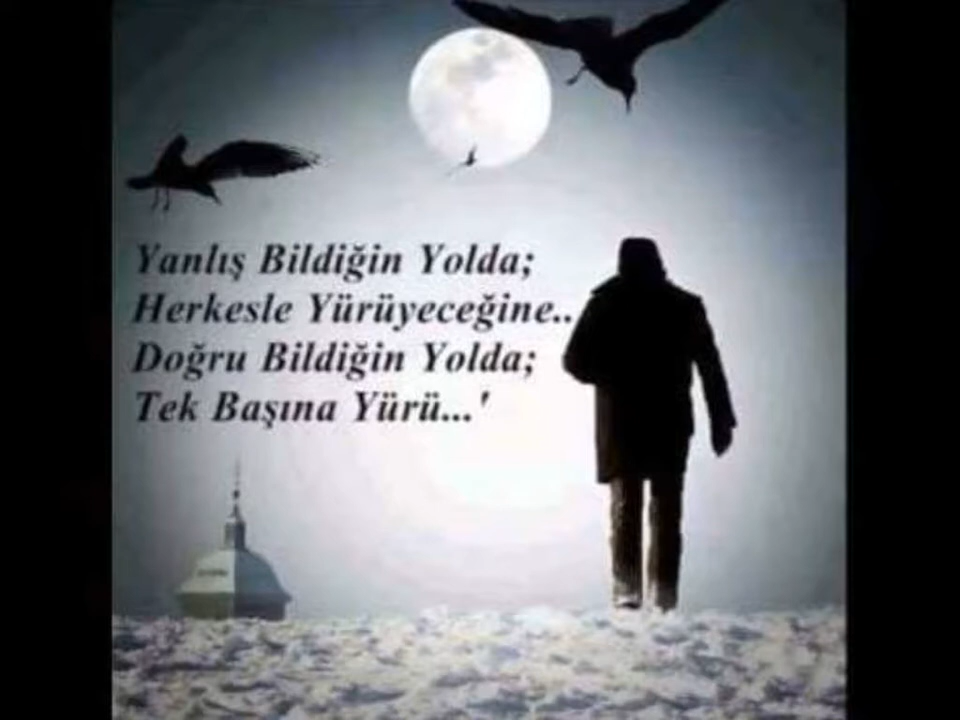 Yanlış Bildiğin Yolda;
Herkesle Yürüyeceğine..
Doğru Bildiğin Yolda;
Tek Başına Yürü...'